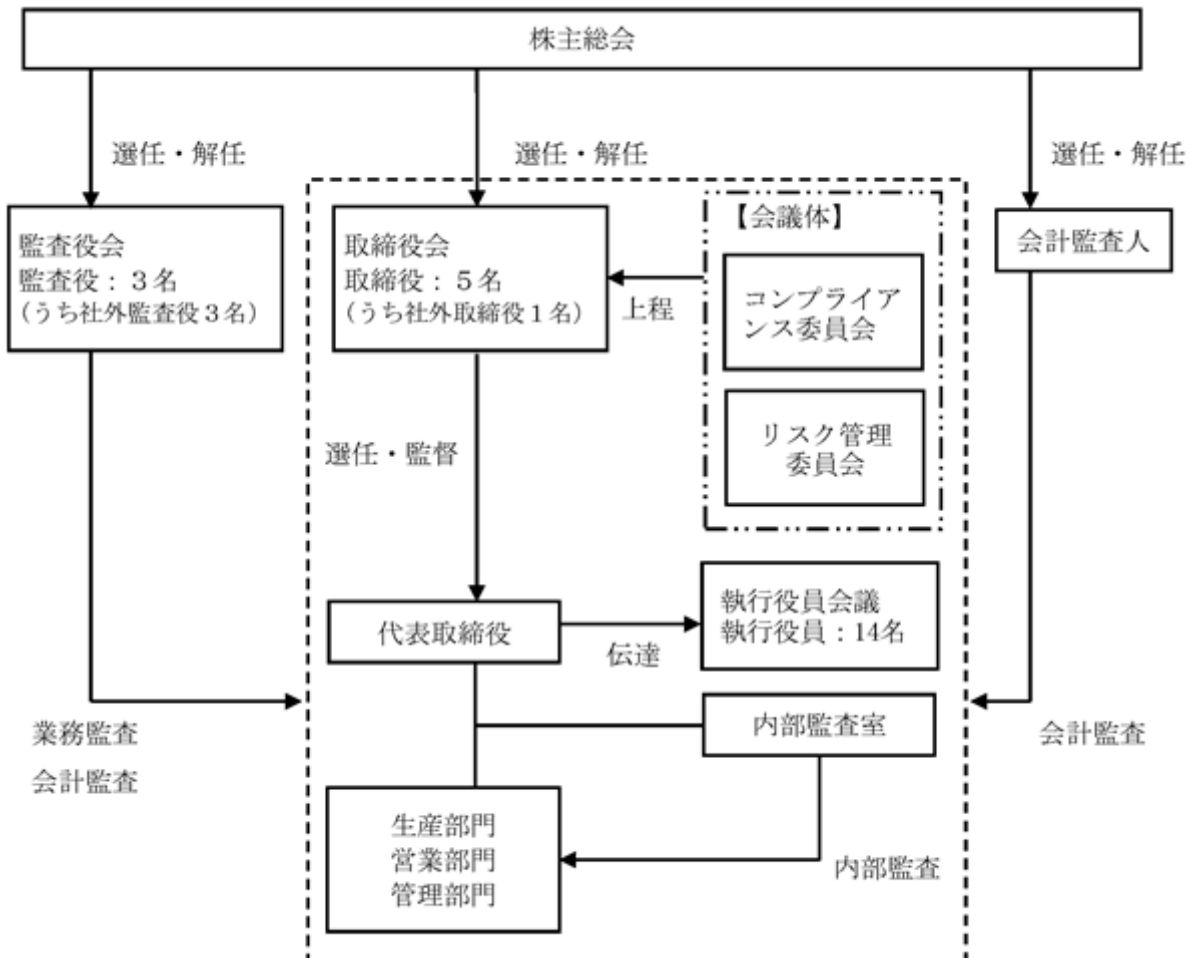 株主総会
選任・解任
選任・解任
選任・解任
監査役会
監査役：３名
(うち社外監査役３名)
取締役会
取締役：５名
(うち社外取締役１名)
上程
【会議体】
コンプライア
ンス委員会
リスク管理
委員会
会計監査人
選任・監督
代表取締役
伝達
執行役員会議
執行役員：14名
内部監査室
業務監査
会計監査
会計監査
生産部門
営業部門
管理部門
内部監査